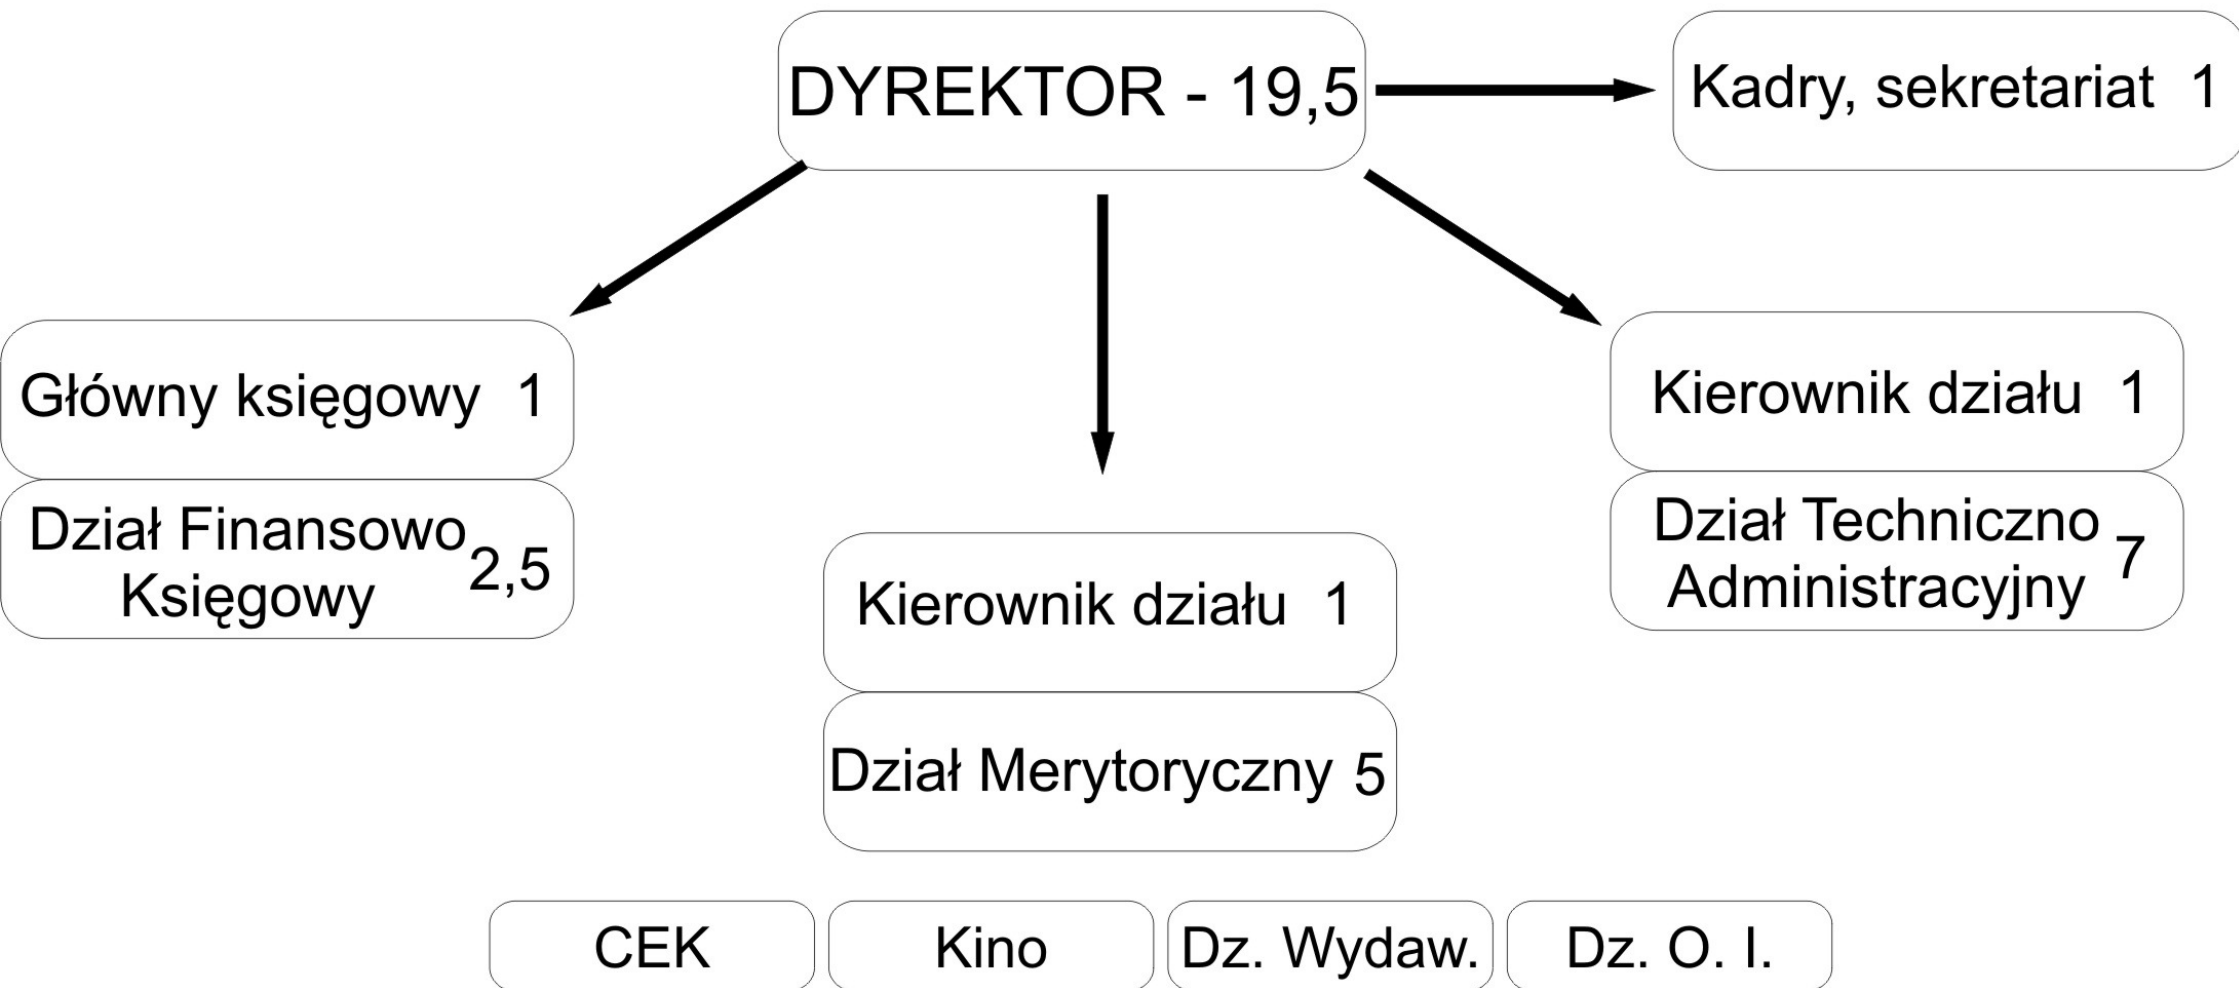 DYREKTOR - 19,5
Kadry, sekretariat 1
Główny księgowy 1
Dział Finansowo
Księgowy 2,5
Kierownik działu 1
Dział Merytoryczny 5
Kierownik działu 1
Dział Techniczno
Administracyjny 7
CEK
Kino
Dz. Wydaw.
Dz. O. I.